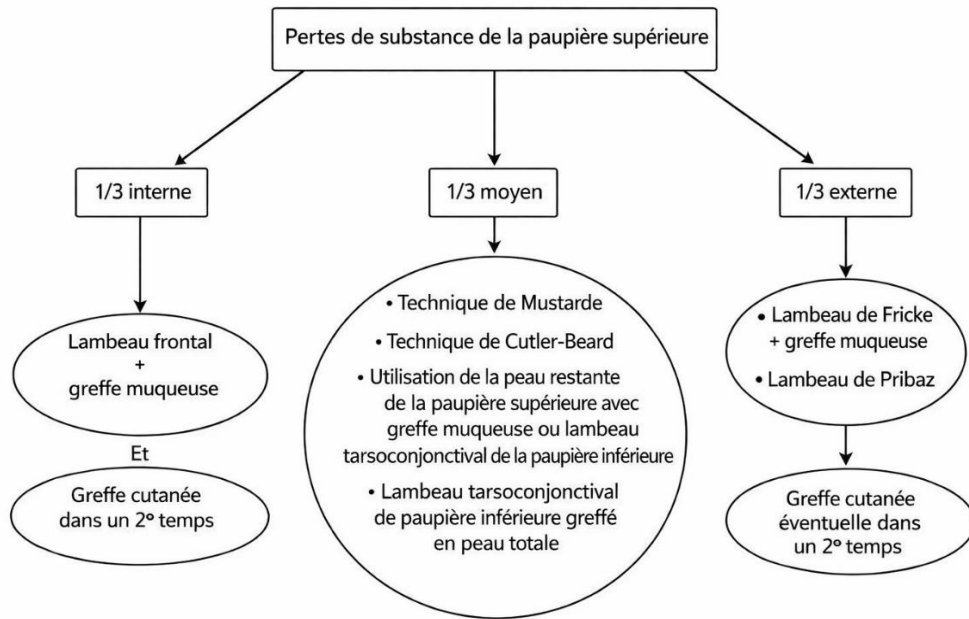 Pertes de substance de la paupière supérieure
1/3 interne
1/3 moyen
1/3 externe
Lambeau frontal
+
greffe muqueuse
Et
Greffe cutanée
dans un 2° temps
• Technique de Mustarde
• Technique de Cutler-Beard
• Utilisation de la peau restante
de la paupière supérieure avec
greffe muqueuse ou lambeau
tarsoconjonctival de la paupière inférieure
• Lambeau tarsoconjonctival
de paupière inférieure greffé
en peau totale
• Lambeau de Fricke
+ greffe muqueuse
• Lambeau de Pribaz
Greffe cutanée
éventuelle dans
un 2° temps